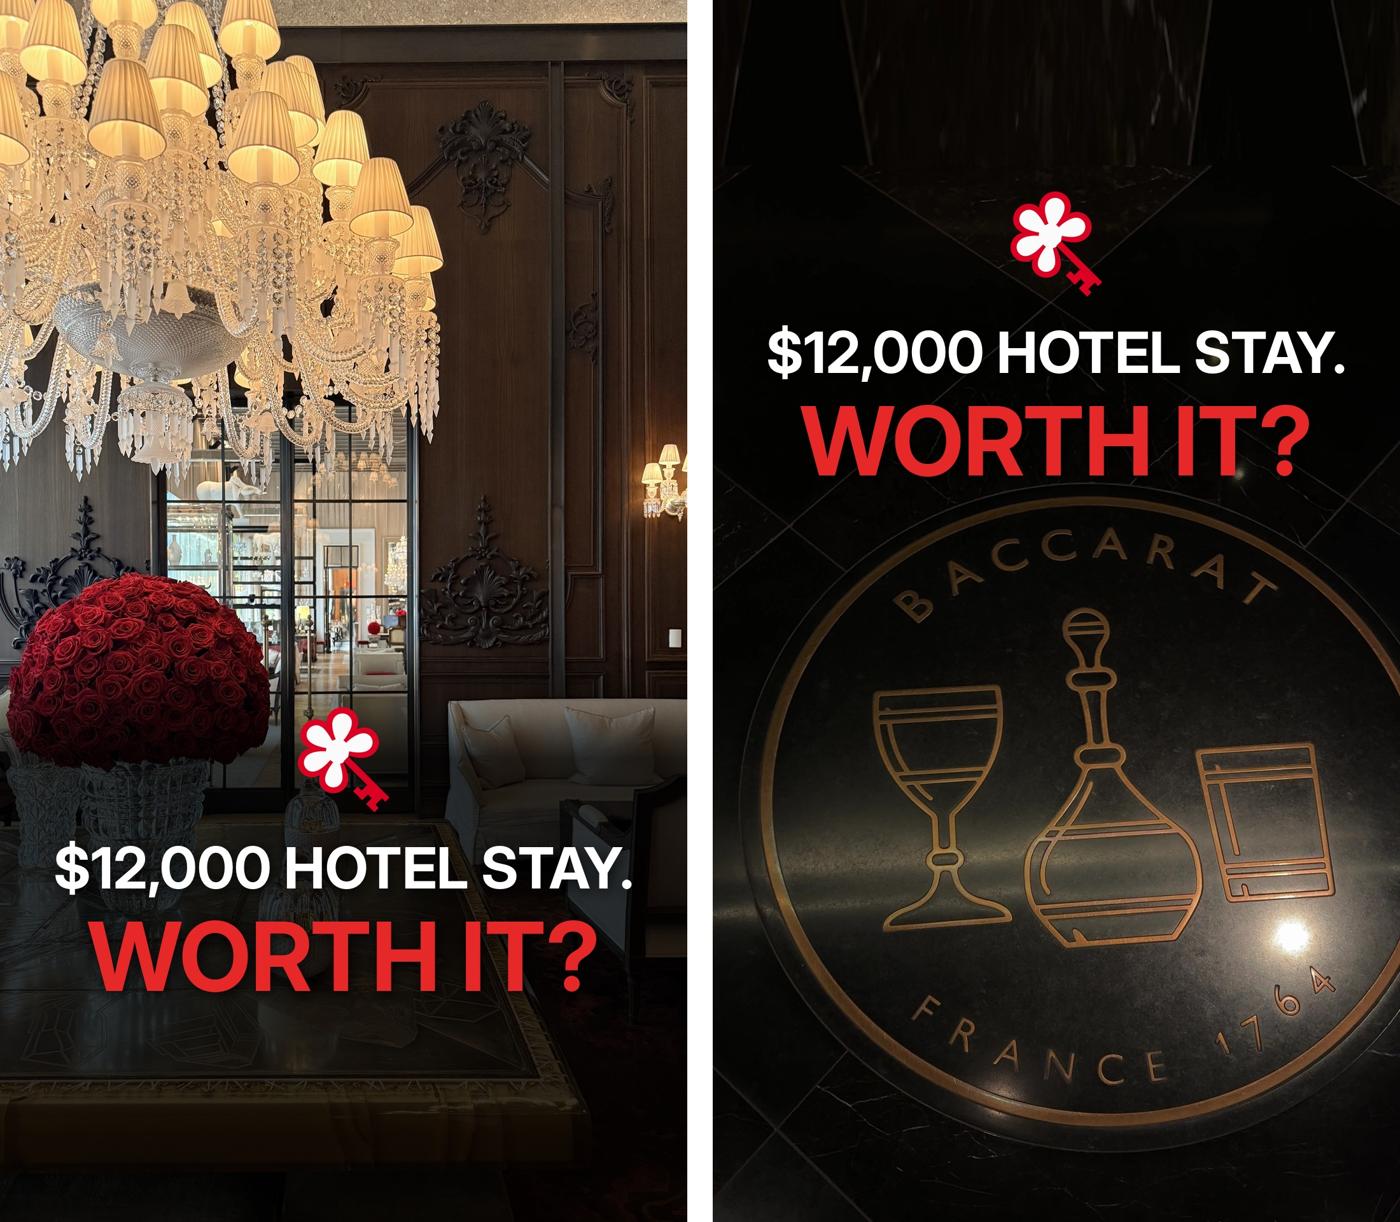 $12,000 HOTEL STAY.
WORTH IT?
$12,000 HOTEL STAY.
WORTH IT?
BACCARAT
FRANCE 1764